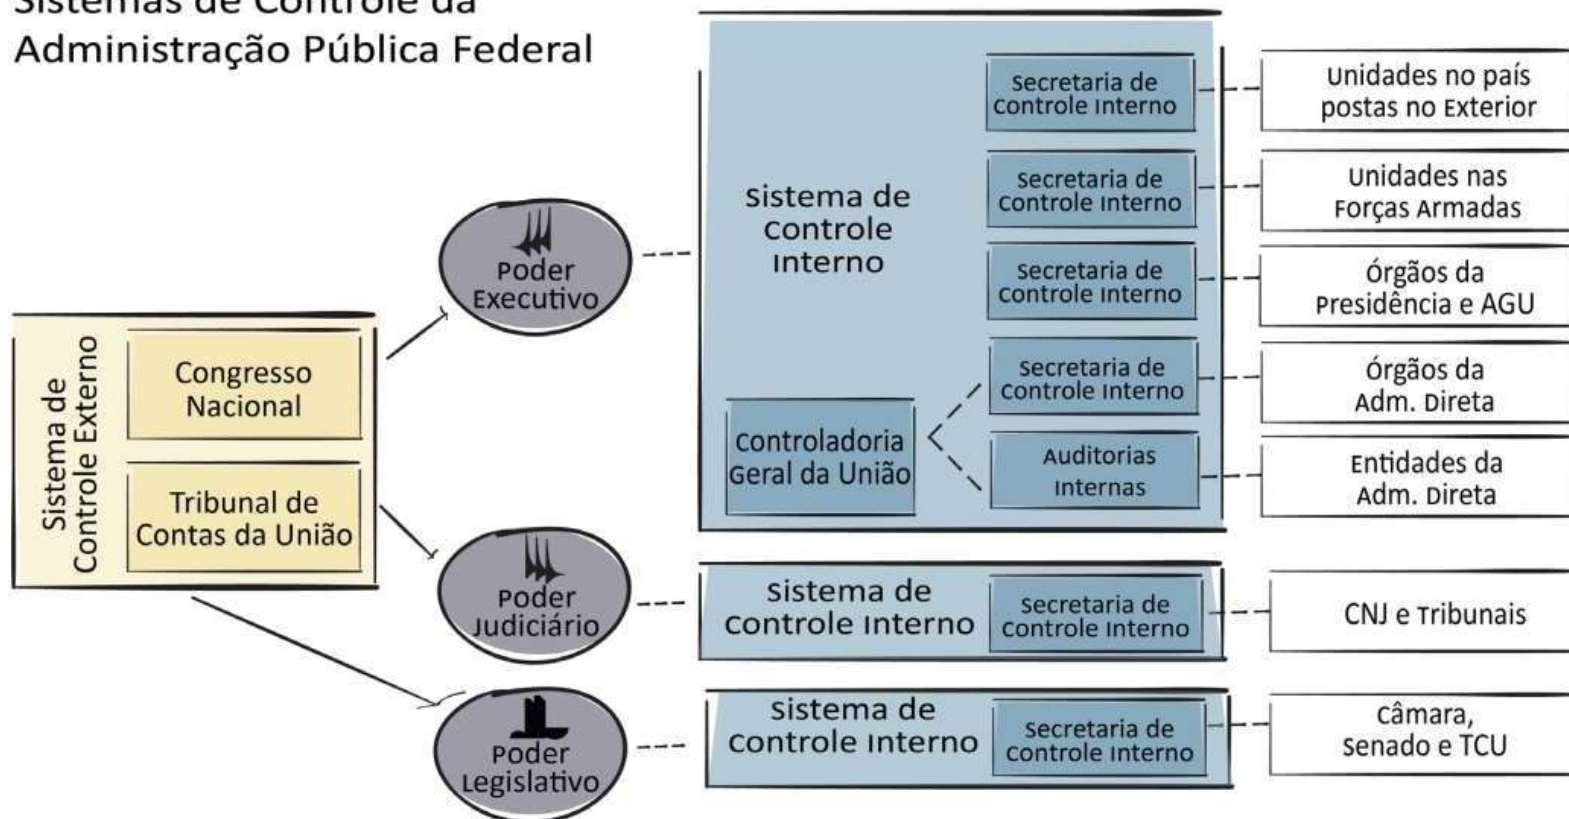 Sistemas de Controle da
Administração Pública Federal
Sistema de
Controle Externo
Congresso
Nacional
Tribunal de
Contas da União
Poder
Executivo
Poder
Judiciário
Poder
Legislativo
Sistema de
Controle
Interno
Controladoria
Geral da União
Secretaria de
Controle Interno
Unidades no país
postas no Exterior
Secretaria de
Controle Interno
Unidades nas
Forças Armadas
Secretaria de
Controle Interno
Órgãos da
Presidência e AGU
Secretaria de
Controle Interno
Órgãos da
Adm. Direta
Auditorias
Internas
Entidades da
Adm. Direta
Sistema de
Controle Interno
Secretaria de
Controle Interno
CNJ e Tribunais
Sistema de
Controle Interno
Secretaria de
Controle Interno
Câmara,
Senado e TCU